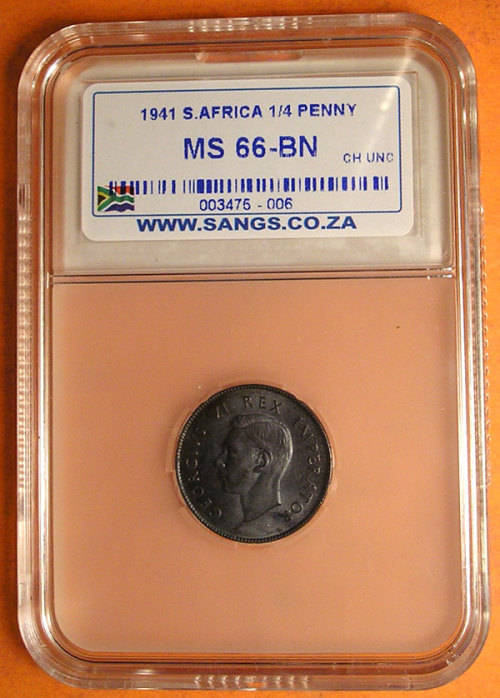 1941 S.AFRICA 1/4 PENNY
MS 66-BN
CH UNC
003475 - 006
WWW.SANGS.CO.ZA
GEORGIVS VI REX IMPERATOR